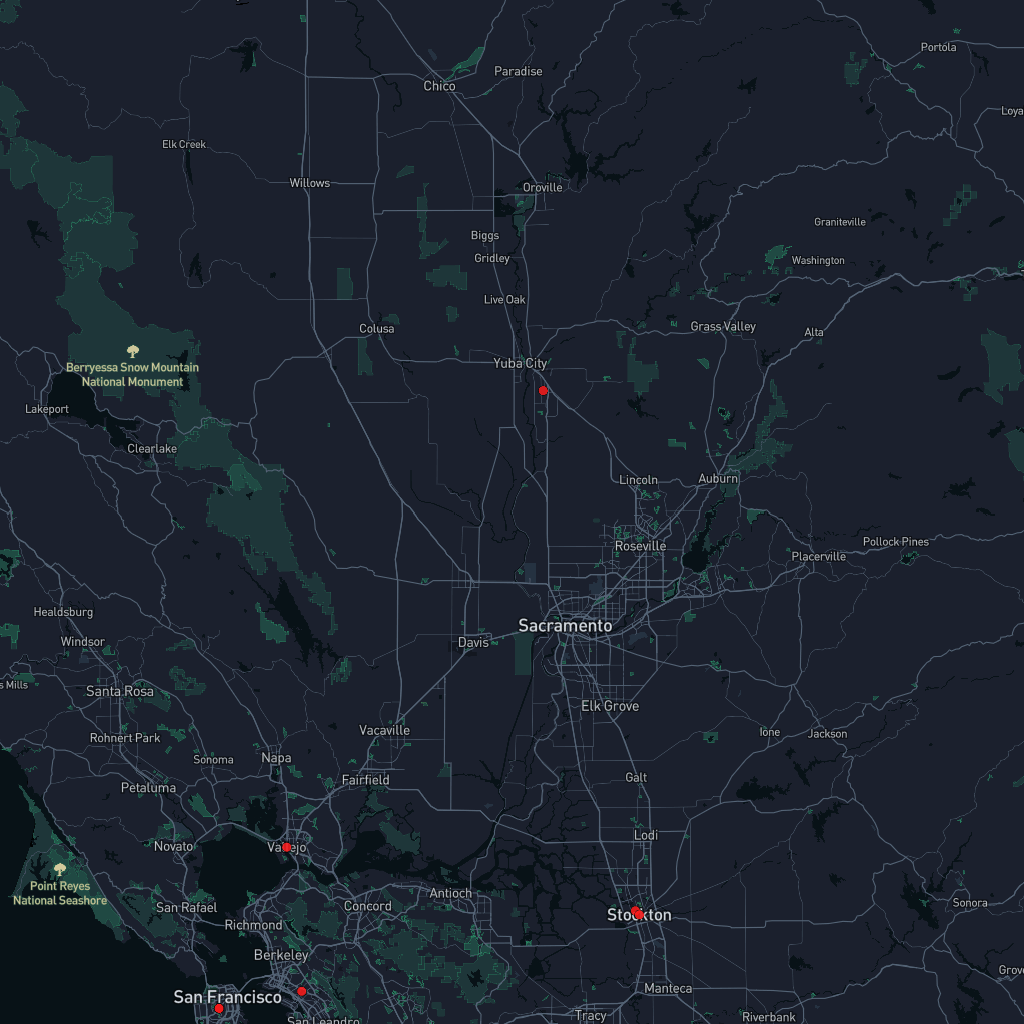 Portola
Paradise
Chico
Loya
Elk Creek
Willows
Oroville
Graniteville
Biggs
Gridley
Washington
Live Oak
Colusa
Grass Valley
Alta
Yuba City
Berryessa Snow Mountain
National Monument
Lakeport
Clearlake
Lincoln
Auburn
Roseville
Pollock Pines
Placerville
Healdsburg
Sacramento
Windsor
Davis
s Mills
Santa Rosa
Elk Grove
Vacaville
Rohnert Park
Ione
Jackson
Sonoma
Napa
Galt
Fairfield
Petaluma
Lodi
Novato
Vallejo
Point Reyes
National Seashore
Antioch
Concord
San Rafael
Stockton
Sonora
Richmond
Berkeley
Grove
Manteca
San Francisco
Tracy
Riverbank
San Leandro